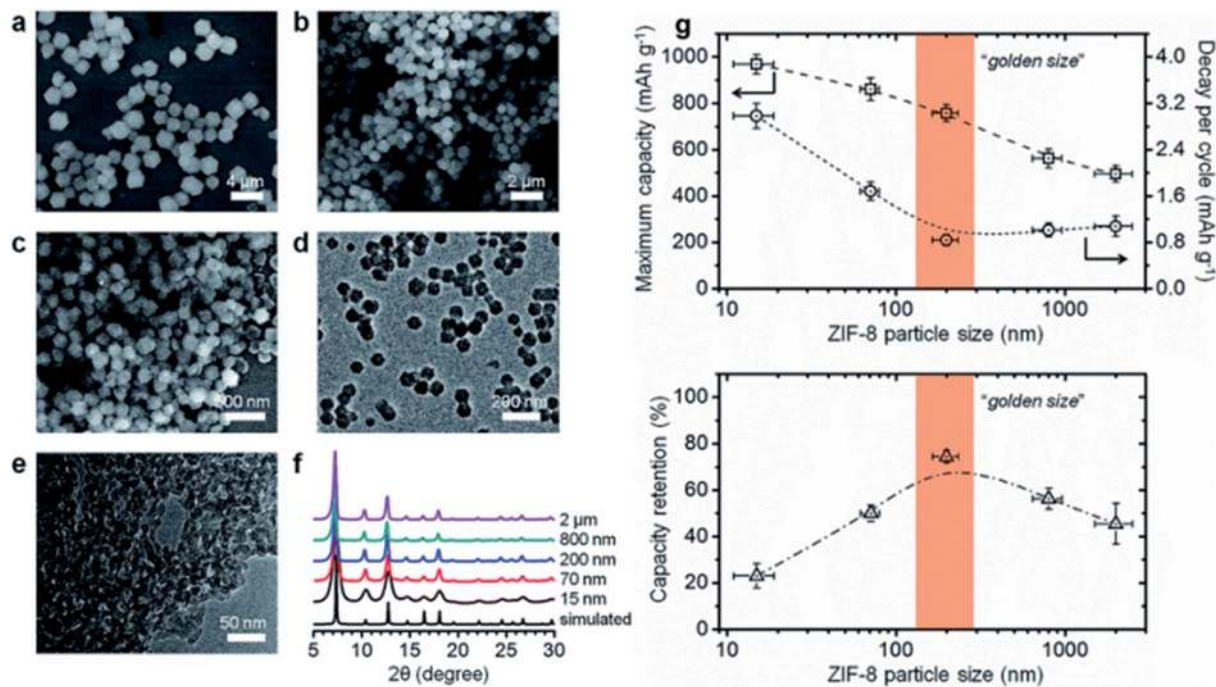 a
4 µm
b
2 µm
c
500 nm
d
200 nm
e
50 nm
f
2 µm
800 nm
200 nm
70 nm
15 nm
simulated
5 10 15 20 25 30
2θ (degree)
g
"golden size"
Maximum capacity (mAh g⁻¹)
1000
800
600
400
200
0
4.0
3.2
2.4
1.6
0.8
0.0
Decay per cycle (mAh g⁻¹)
10 100 1000
ZIF-8 particle size (nm)
"golden size"
Capacity retention (%)
100
80
60
40
20
0
10 100 1000
ZIF-8 particle size (nm)